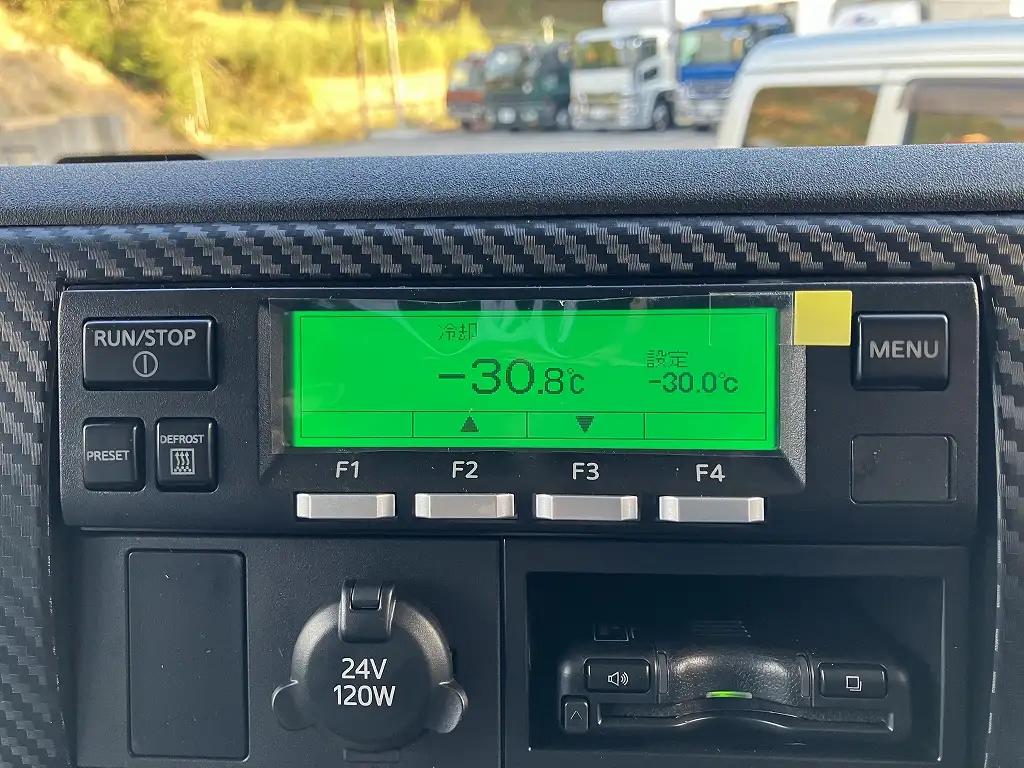 RUN/STOP
冷却
-30.8℃
設定
-30.0℃
MENU
PRESET
DEFROST
▲ ▼
F1 F2 F3 F4
24V
120W